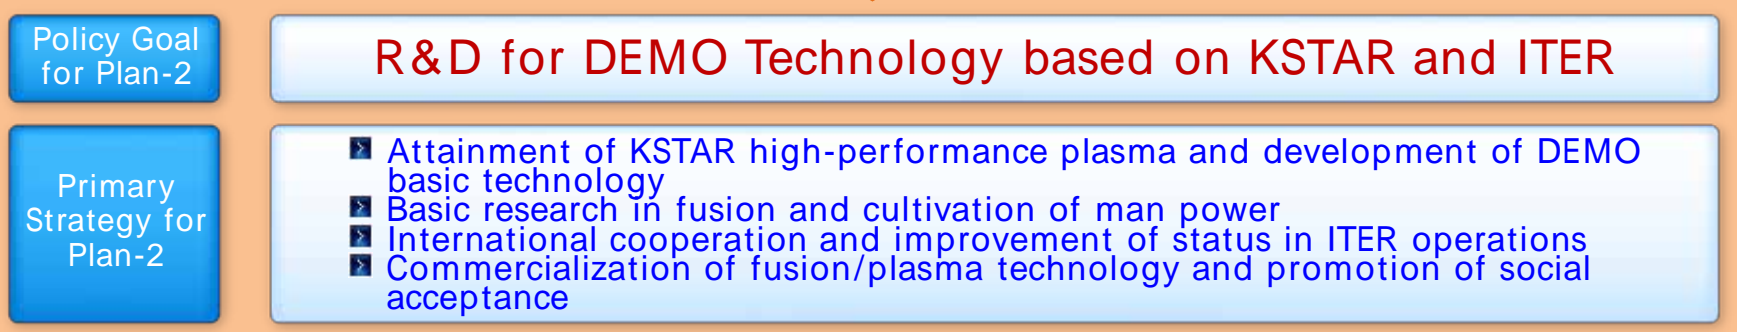 Policy Goal
for Plan-2
R&D for DEMO Technology based on KSTAR and ITER
Primary
Strategy for
Plan-2
Attainment of KSTAR high-performance plasma and development of DEMO
basic technology
Basic research in fusion and cultivation of man power
International cooperation and improvement of status in ITER operations
Commercialization of fusion/plasma technology and promotion of social
acceptance